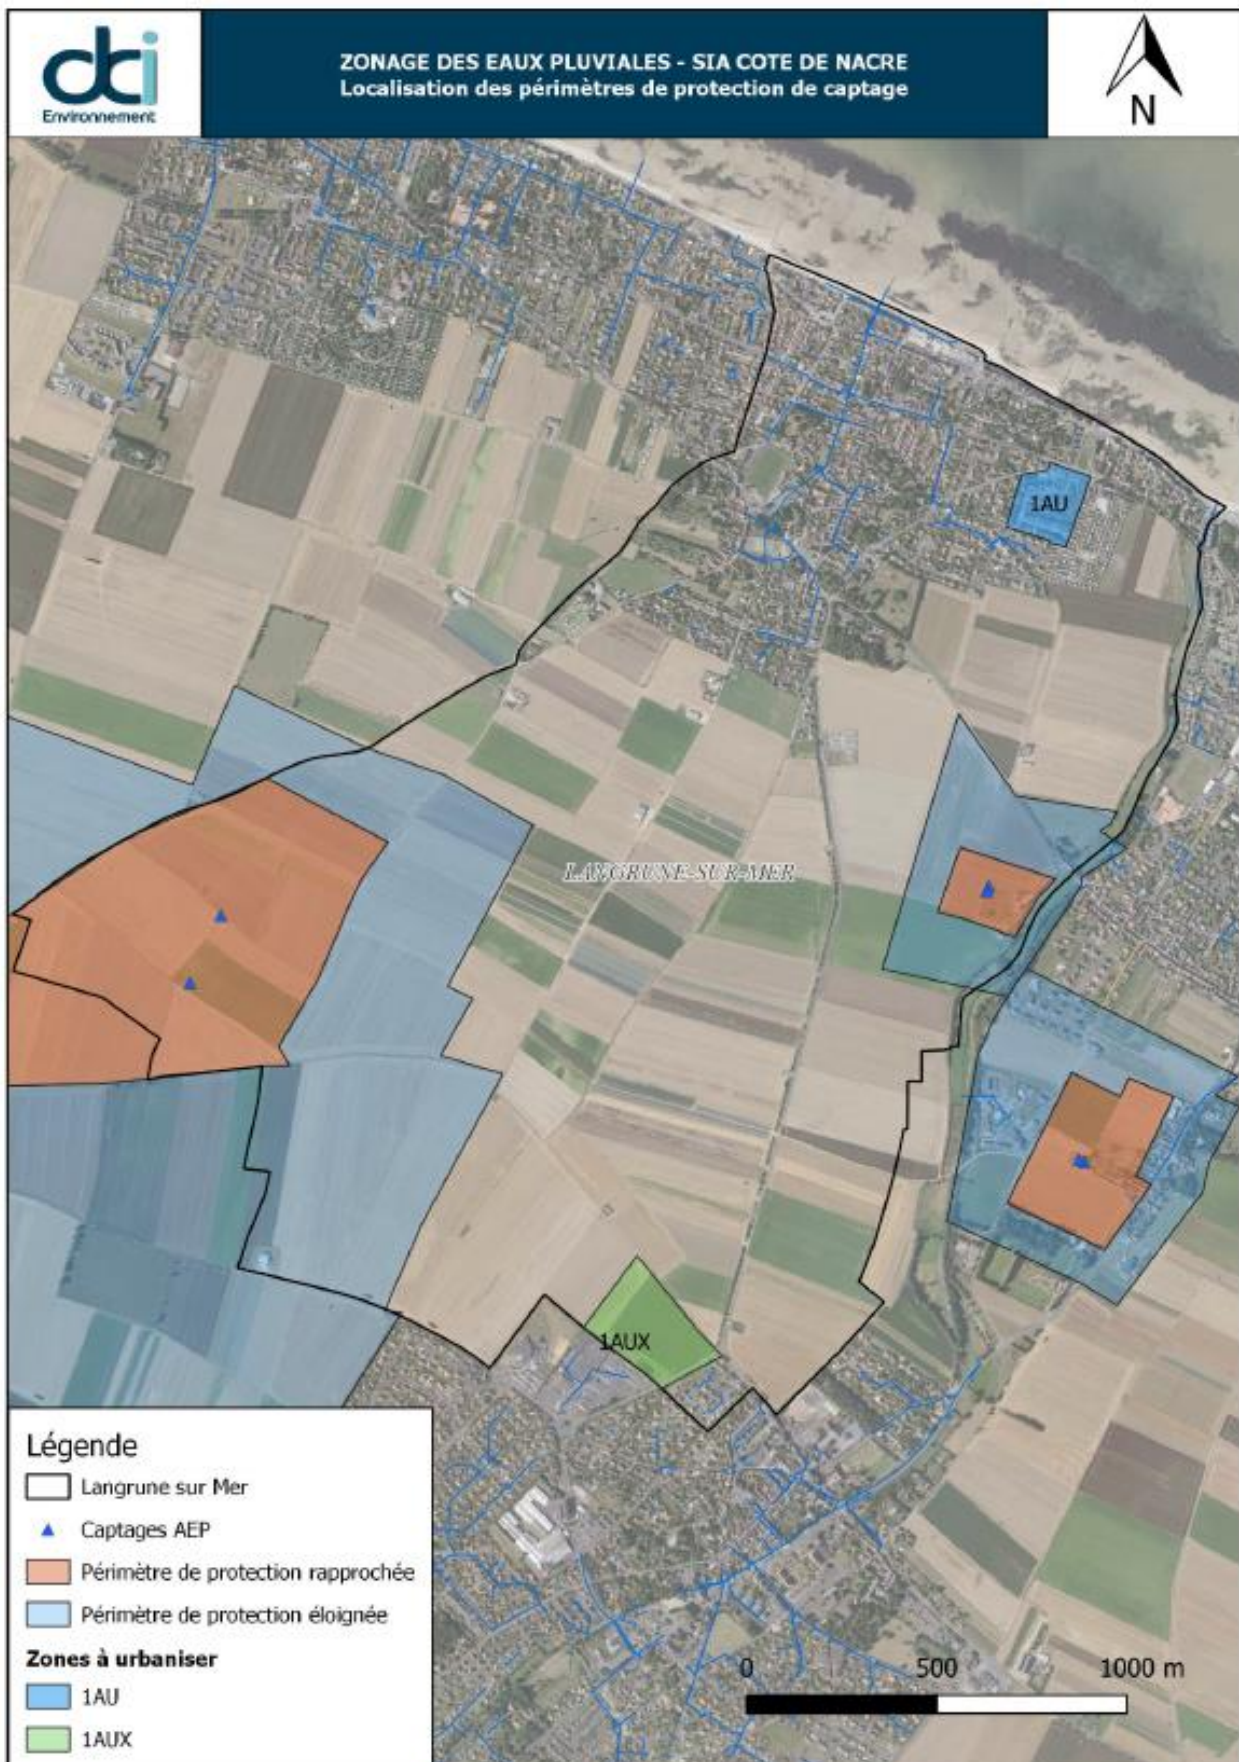 dci
Environnement
ZONAGE DES EAUX PLUVIALES - SIA COTE DE NACRE
Localisation des périmètres de protection de captage
N
1AU
LANGRUNE-SUR-MER
1AUX
Légende
Langrune sur Mer
Captages AEP
Périmètre de protection rapprochée
Périmètre de protection éloignée
Zones à urbaniser
1AU
1AUX
0 500 1000 m